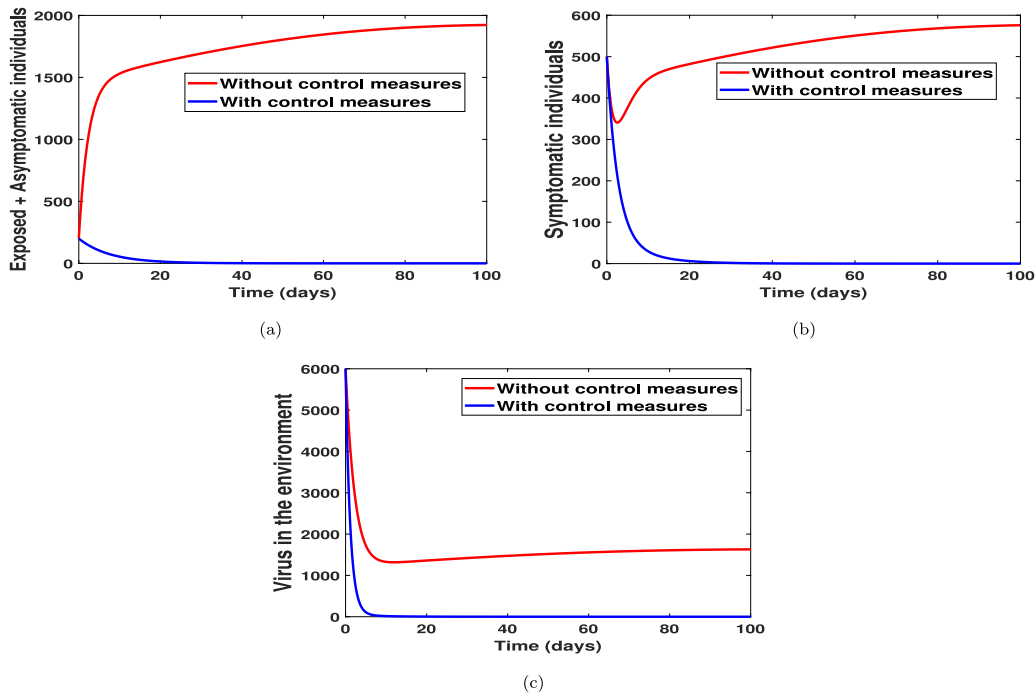 2000
1500
1000
500
0
Exposed + Asymptomatic individuals
Without control measures
With control measures
0 20 40 60 80 100
Time (days)
(a)
600
500
400
300
200
100
0
Symptomatic individuals
Without control measures
With control measures
0 20 40 60 80 100
Time (days)
(b)
6000
5000
4000
3000
2000
1000
0
Virus in the environment
Without control measures
With control measures
0 20 40 60 80 100
Time (days)
(c)